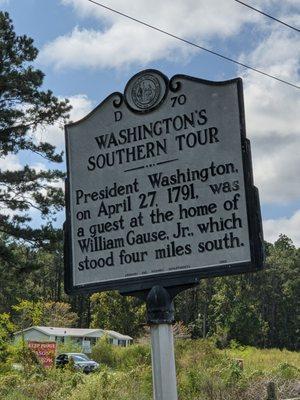 D 70
WASHINGTON'S
SOUTHERN TOUR
President Washington,
on April 27, 1791, was
a guest at the home of
William Gause, Jr., which
stood four miles south.